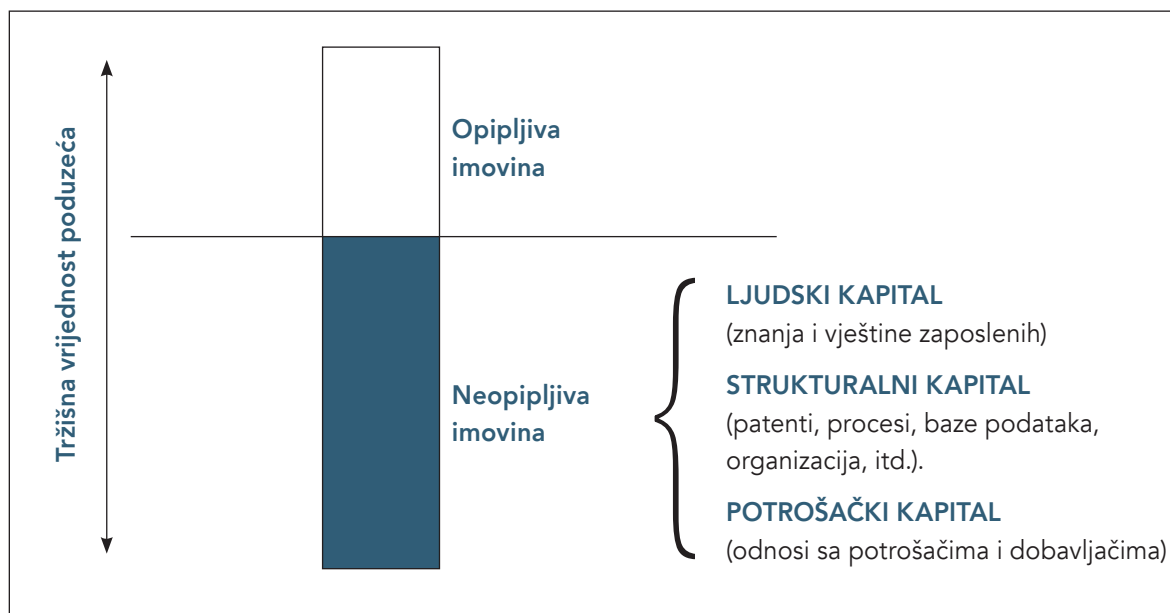 Tržišna vrijednost poduzeća
Opipljiva
imovina
Neopipljiva
imovina
LJUDSKI KAPITAL
(znanja i vještine zaposlenih)
STRUKTURALNI KAPITAL
(patenti, procesi, baze podataka,
organizacija, itd.).
POTROŠAČKI KAPITAL
(odnosi sa potrošačima i dobavljačima)